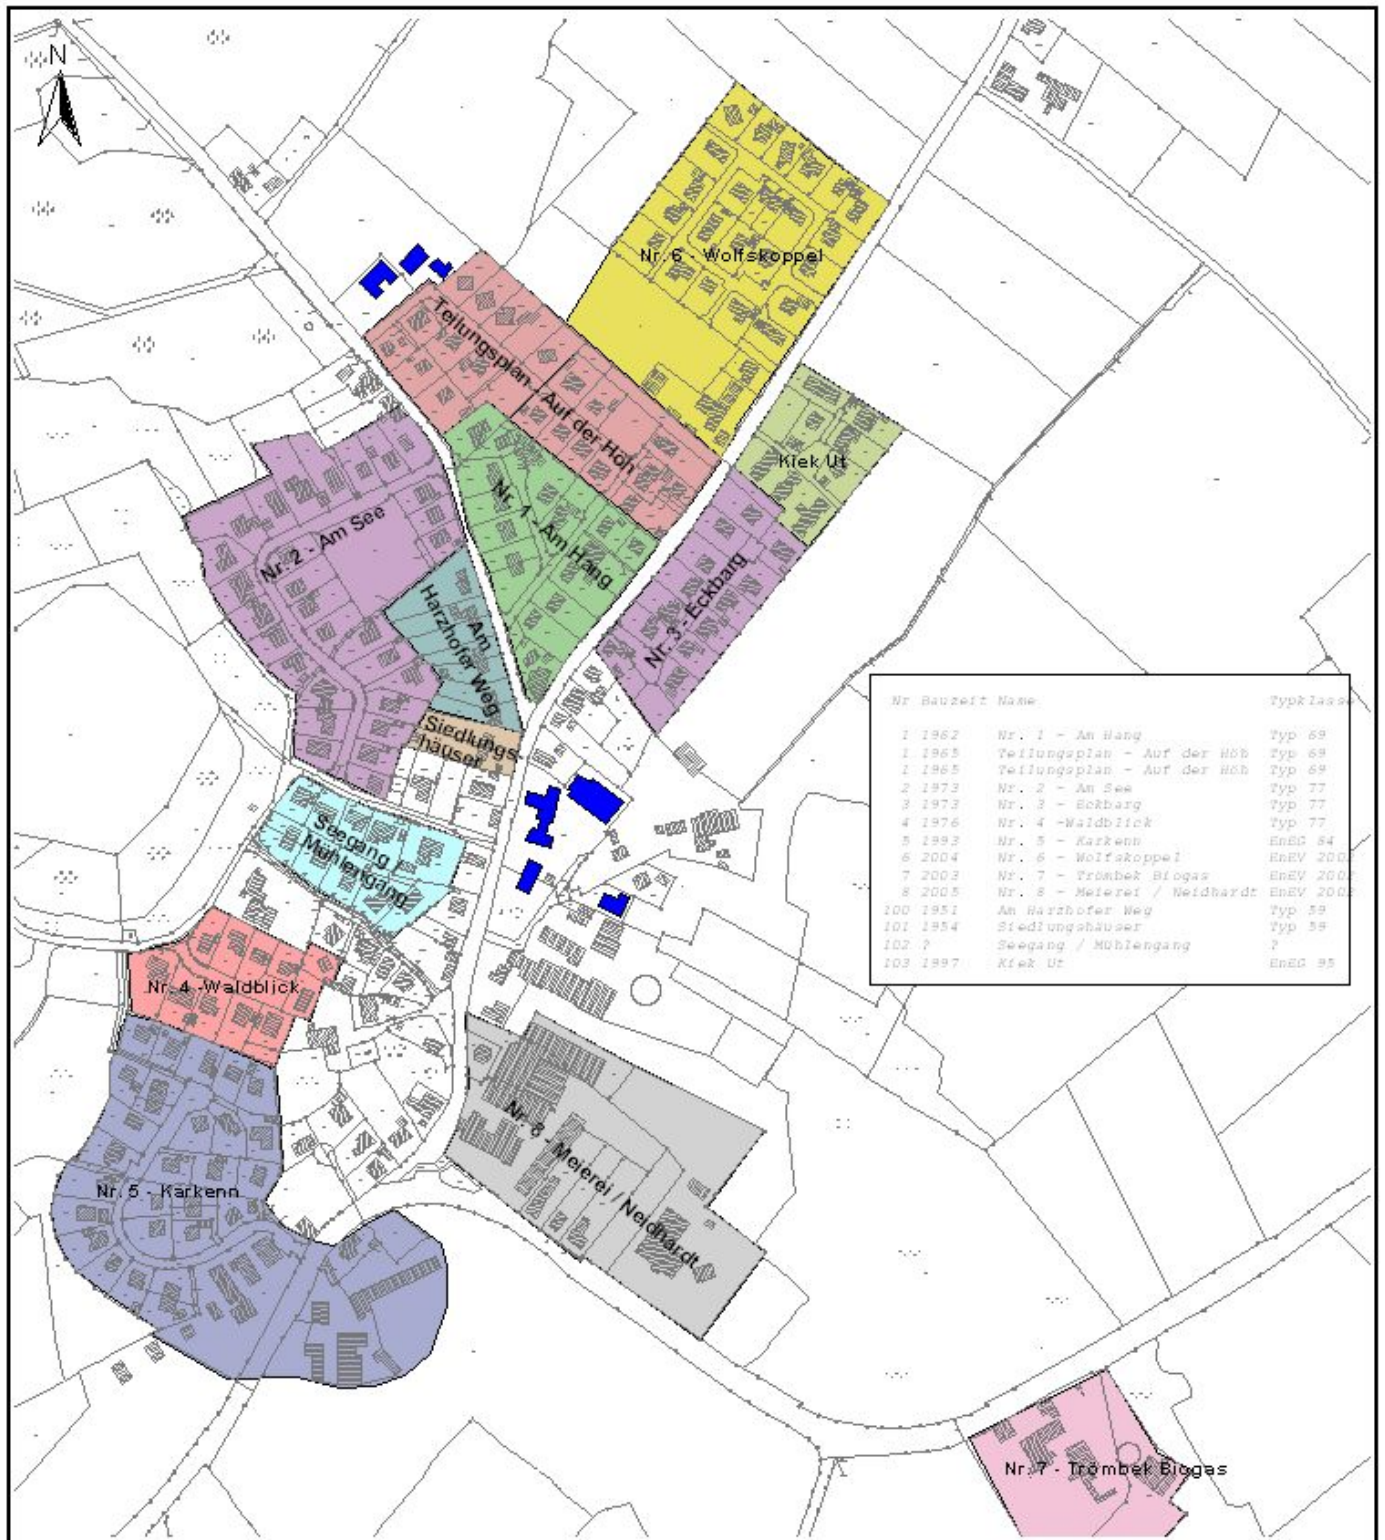 N
Nr. 6 - Wolfskoppel
Teilungsplan - Auf der Höh
Kiek Ut
Nr. 1 - Am Hang
Nr. 2 - Am See
Nr. 3 - Eckbarg
Am
Harzhofer Weg
Siedlungs
häuser
Seegang /
Mühlengang
Nr. 4 -Waldblick
Nr. 5 - Karkenn
Nr. 8 - Meierei / Neidhardt
Nr. 7 - Trömbek Biogas
Nr Bauzeit Name Typklasse
1 1962 Nr. 1 - Am Hang Typ 69
1 1965 Teilungsplan - Auf der Höh Typ 69
1 1965 Teilungsplan - Auf der Höh Typ 69
2 1973 Nr. 2 - Am See Typ 77
3 1973 Nr. 3 - Eckbarg Typ 77
4 1976 Nr. 4 -Waldblick Typ 77
5 1993 Nr. 5 - Karkenn EnEG 84
6 2004 Nr. 6 - Wolfskoppel EnEV 2002
7 2003 Nr. 7 - Trömbek Biogas EnEV 2002
8 2005 Nr. 8 - Meierei / Neidhardt EnEV 2002
100 1951 Am Harzhofer Weg Typ 59
101 1954 Siedlungshäuser Typ 59
102 ? Seegang / Mühlengang ?
103 1997 Kiek Ut EnEG 95